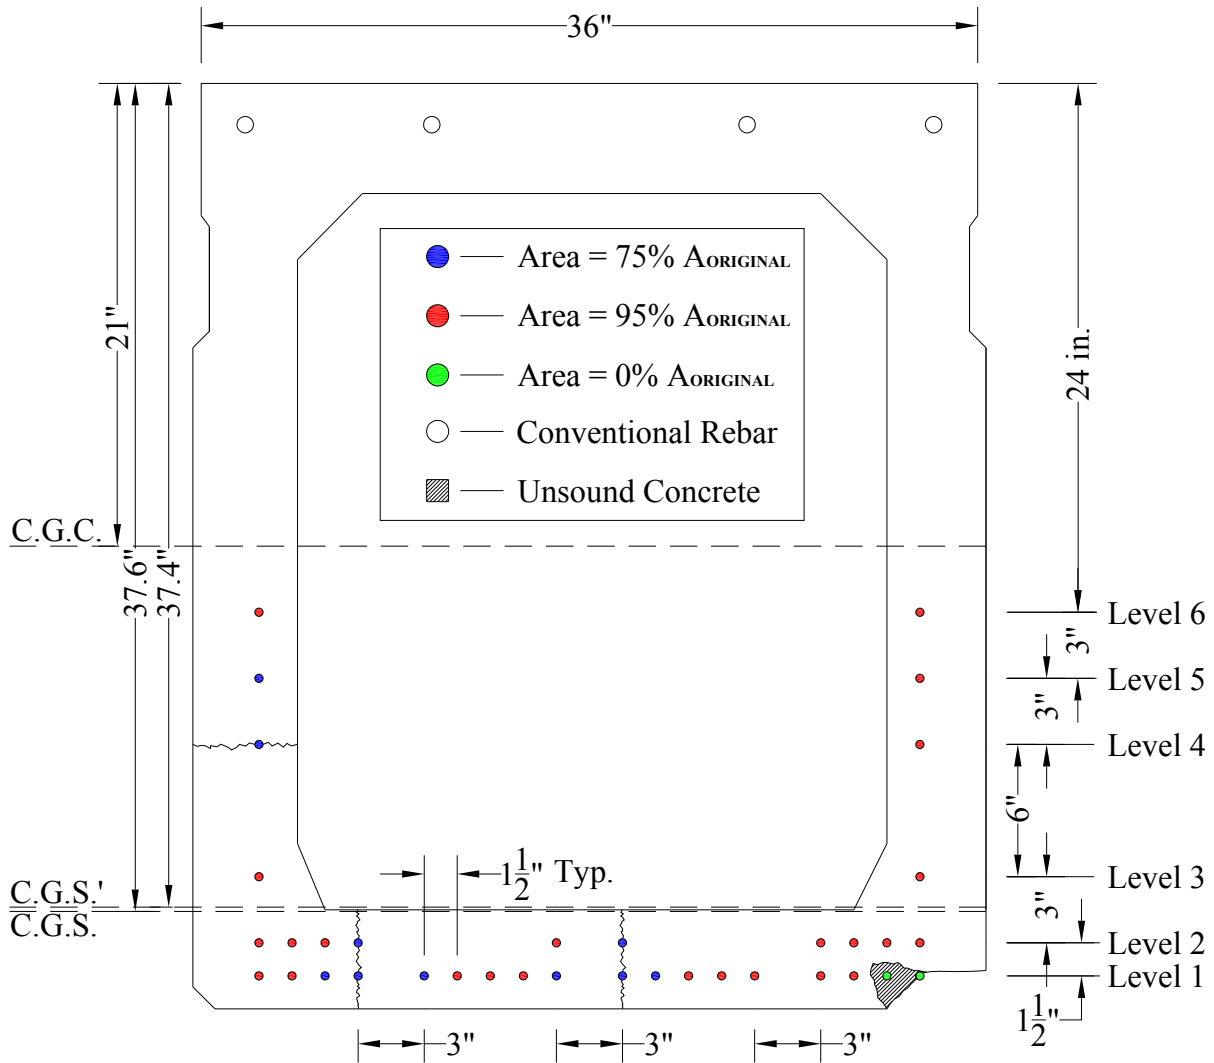 36"
21"
37.6"
37.4"
Area = 75% AORIGINAL
Area = 95% AORIGINAL
Area = 0% AORIGINAL
Conventional Rebar
Unsound Concrete
24 in.
C.G.C.
Level 6
3"
Level 5
3"
Level 4
6"
1 1/2" Typ.
Level 3
C.G.S.'
C.G.S.
3"
Level 2
Level 1
1 1/2"
3"
3"
3"